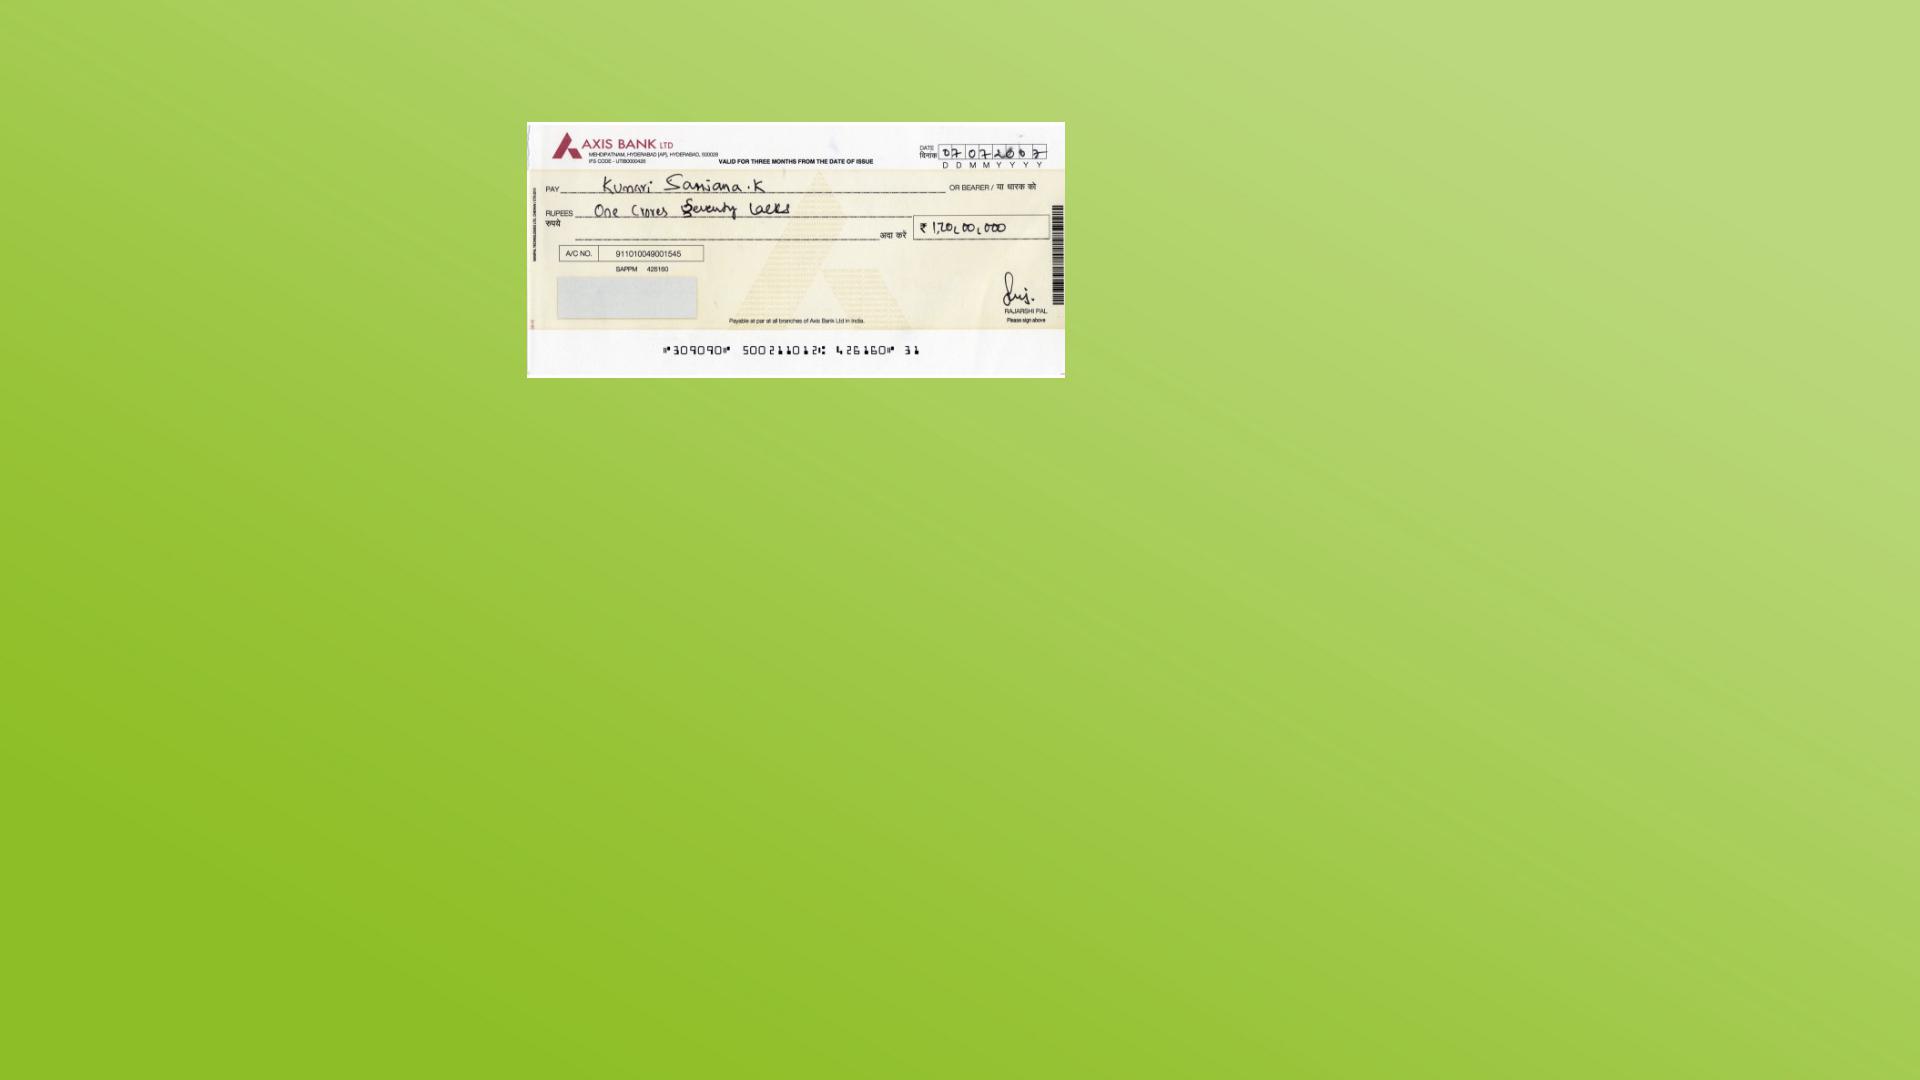 AXIS BANK LTD
MEHDIPATNAM, HYDERABAD [AP], HYDERABAD, 500028
IFS CODE - UTIB0000426
VALID FOR THREE MONTHS FROM THE DATE OF ISSUE
DATE
दिनांक 07072007
D D M M Y Y Y Y
PAY Kumari Sanjana.K OR BEARER / या धारक को
RUPEES One Crores Seventy Lacks
रुपये
अदा करें ₹ 1,70,00,000
A/C NO. 911010049001545
SAPPM 426160
RAJARSHI PAL
Please sign above
Payable at par at all branches of Axis Bank Ltd in India.
⑈309090⑈ 500211012⑆ 426160⑈ 31